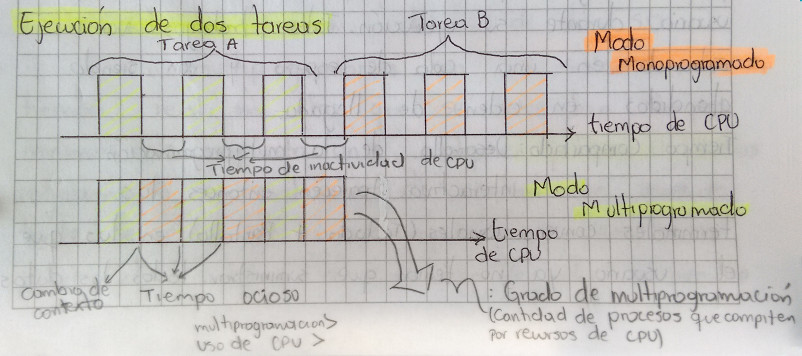 Ejecución de dos tareas
Tarea A
Tarea B
Modo
Monoprogramado
tiempo de CPU
Tiempo de inactividad de CPU
Modo
Multiprogramado
tiempo
de CPU
Cambio de
contexto
Tiempo ocioso
multiprogramación>
uso de CPU >
η: Grado de multiprogramación
(Cantidad de procesos que compiten
por recursos de CPU)